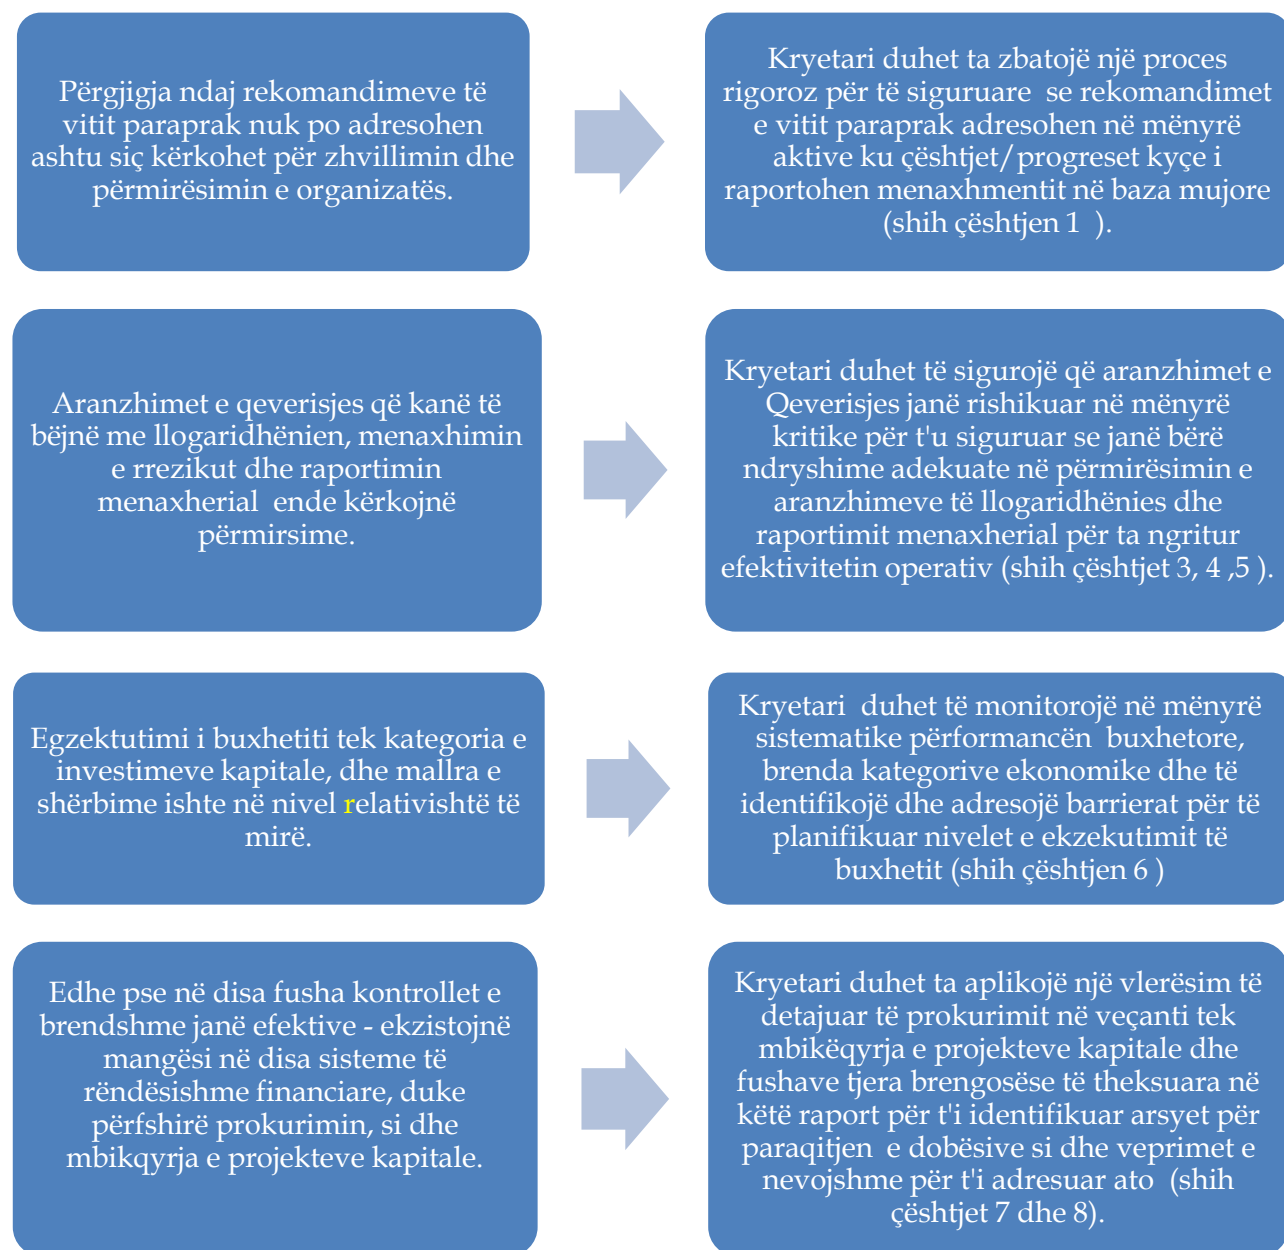 Përgjigja ndaj rekomandimeve të
vitit paraprak nuk po adresohen
ashtu siç kërkohet për zhvillimin dhe
përmirësimin e organizatës.
Kryetari duhet ta zbatojë një proces
rigoroz për të siguruare se rekomandimet
e vitit paraprak adresohen në mënyrë
aktive ku çështjet/progreset kyçe i
raportohen menaxhmentit në baza mujore
(shih çështjen 1 ).
Aranzhimet e qeverisjes që kanë të
bëjnë me llogaridhënien, menaxhimin
e rrezikut dhe raportimin
menaxherial ende kërkojnë
përmirsime.
Kryetari duhet të sigurojë që aranzhimet e
Qeverisjes janë rishikuar në mënyrë
kritike për t'u siguruar se janë bërë
ndryshime adekuate në përmirësimin e
aranzhimeve të llogaridhënies dhe
raportimit menaxherial për ta ngritur
efektivitetin operativ (shih çështjet 3, 4 ,5 ).
Egzektutimi i buxhetiti tek kategoria e
investimeve kapitale, dhe mallra e
shërbime ishte në nivel relativishtë të
mirë.
Kryetari duhet të monitorojë në mënyrë
sistematike përformancën buxhetore,
brenda kategorive ekonomike dhe të
identifikojë dhe adresojë barrierat për të
planifikuar nivelet e ekzekutimit të
buxhetit (shih çështjen 6 )
Edhe pse në disa fusha kontrollet e
brendshme janë efektive - ekzistojnë
mangësi në disa sisteme të
rëndësishme financiare, duke
përfshirë prokurimin, si dhe
mbikqyrja e projekteve kapitale.
Kryetari duhet ta aplikojë një vlerësim të
detajuar të prokurimit në veçanti tek
mbikëqyrja e projekteve kapitale dhe
fushave tjera brengosëse të theksuara në
këtë raport për t'i identifikuar arsyet për
paraqitjen e dobësive si dhe veprimet e
nevojshme për t'i adresuar ato (shih
çështjet 7 dhe 8).